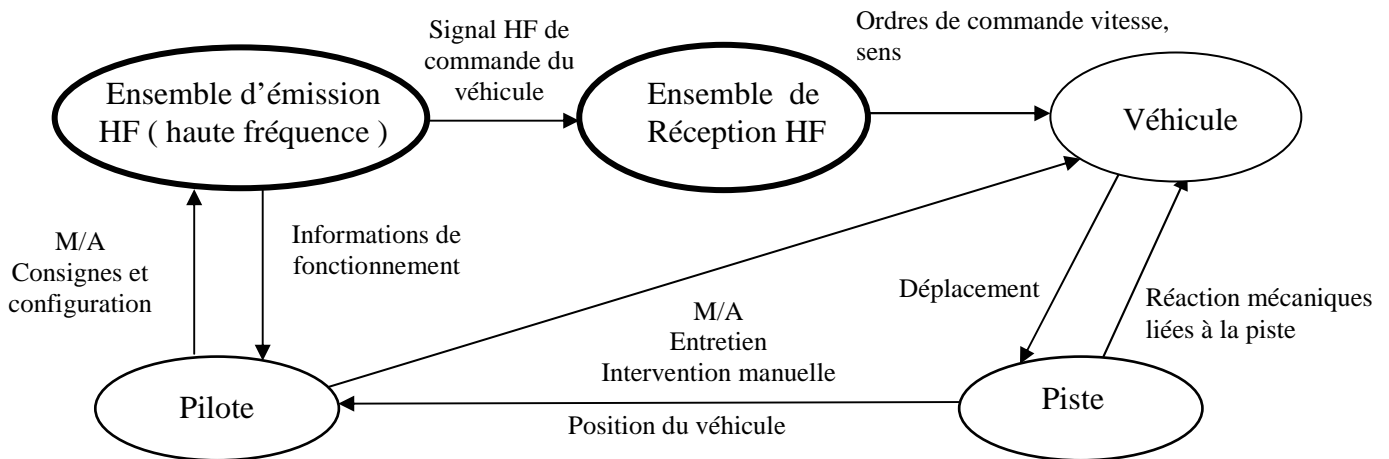 Signal HF de
commande du
véhicule
Ordres de commande vitesse,
sens
Ensemble d’émission
HF ( haute fréquence )
Ensemble de
Réception HF
Véhicule
M/A
Consignes et
configuration
Informations de
fonctionnement
Déplacement
Réaction mécaniques
liées à la piste
M/A
Entretien
Intervention manuelle
Pilote
Position du véhicule
Piste